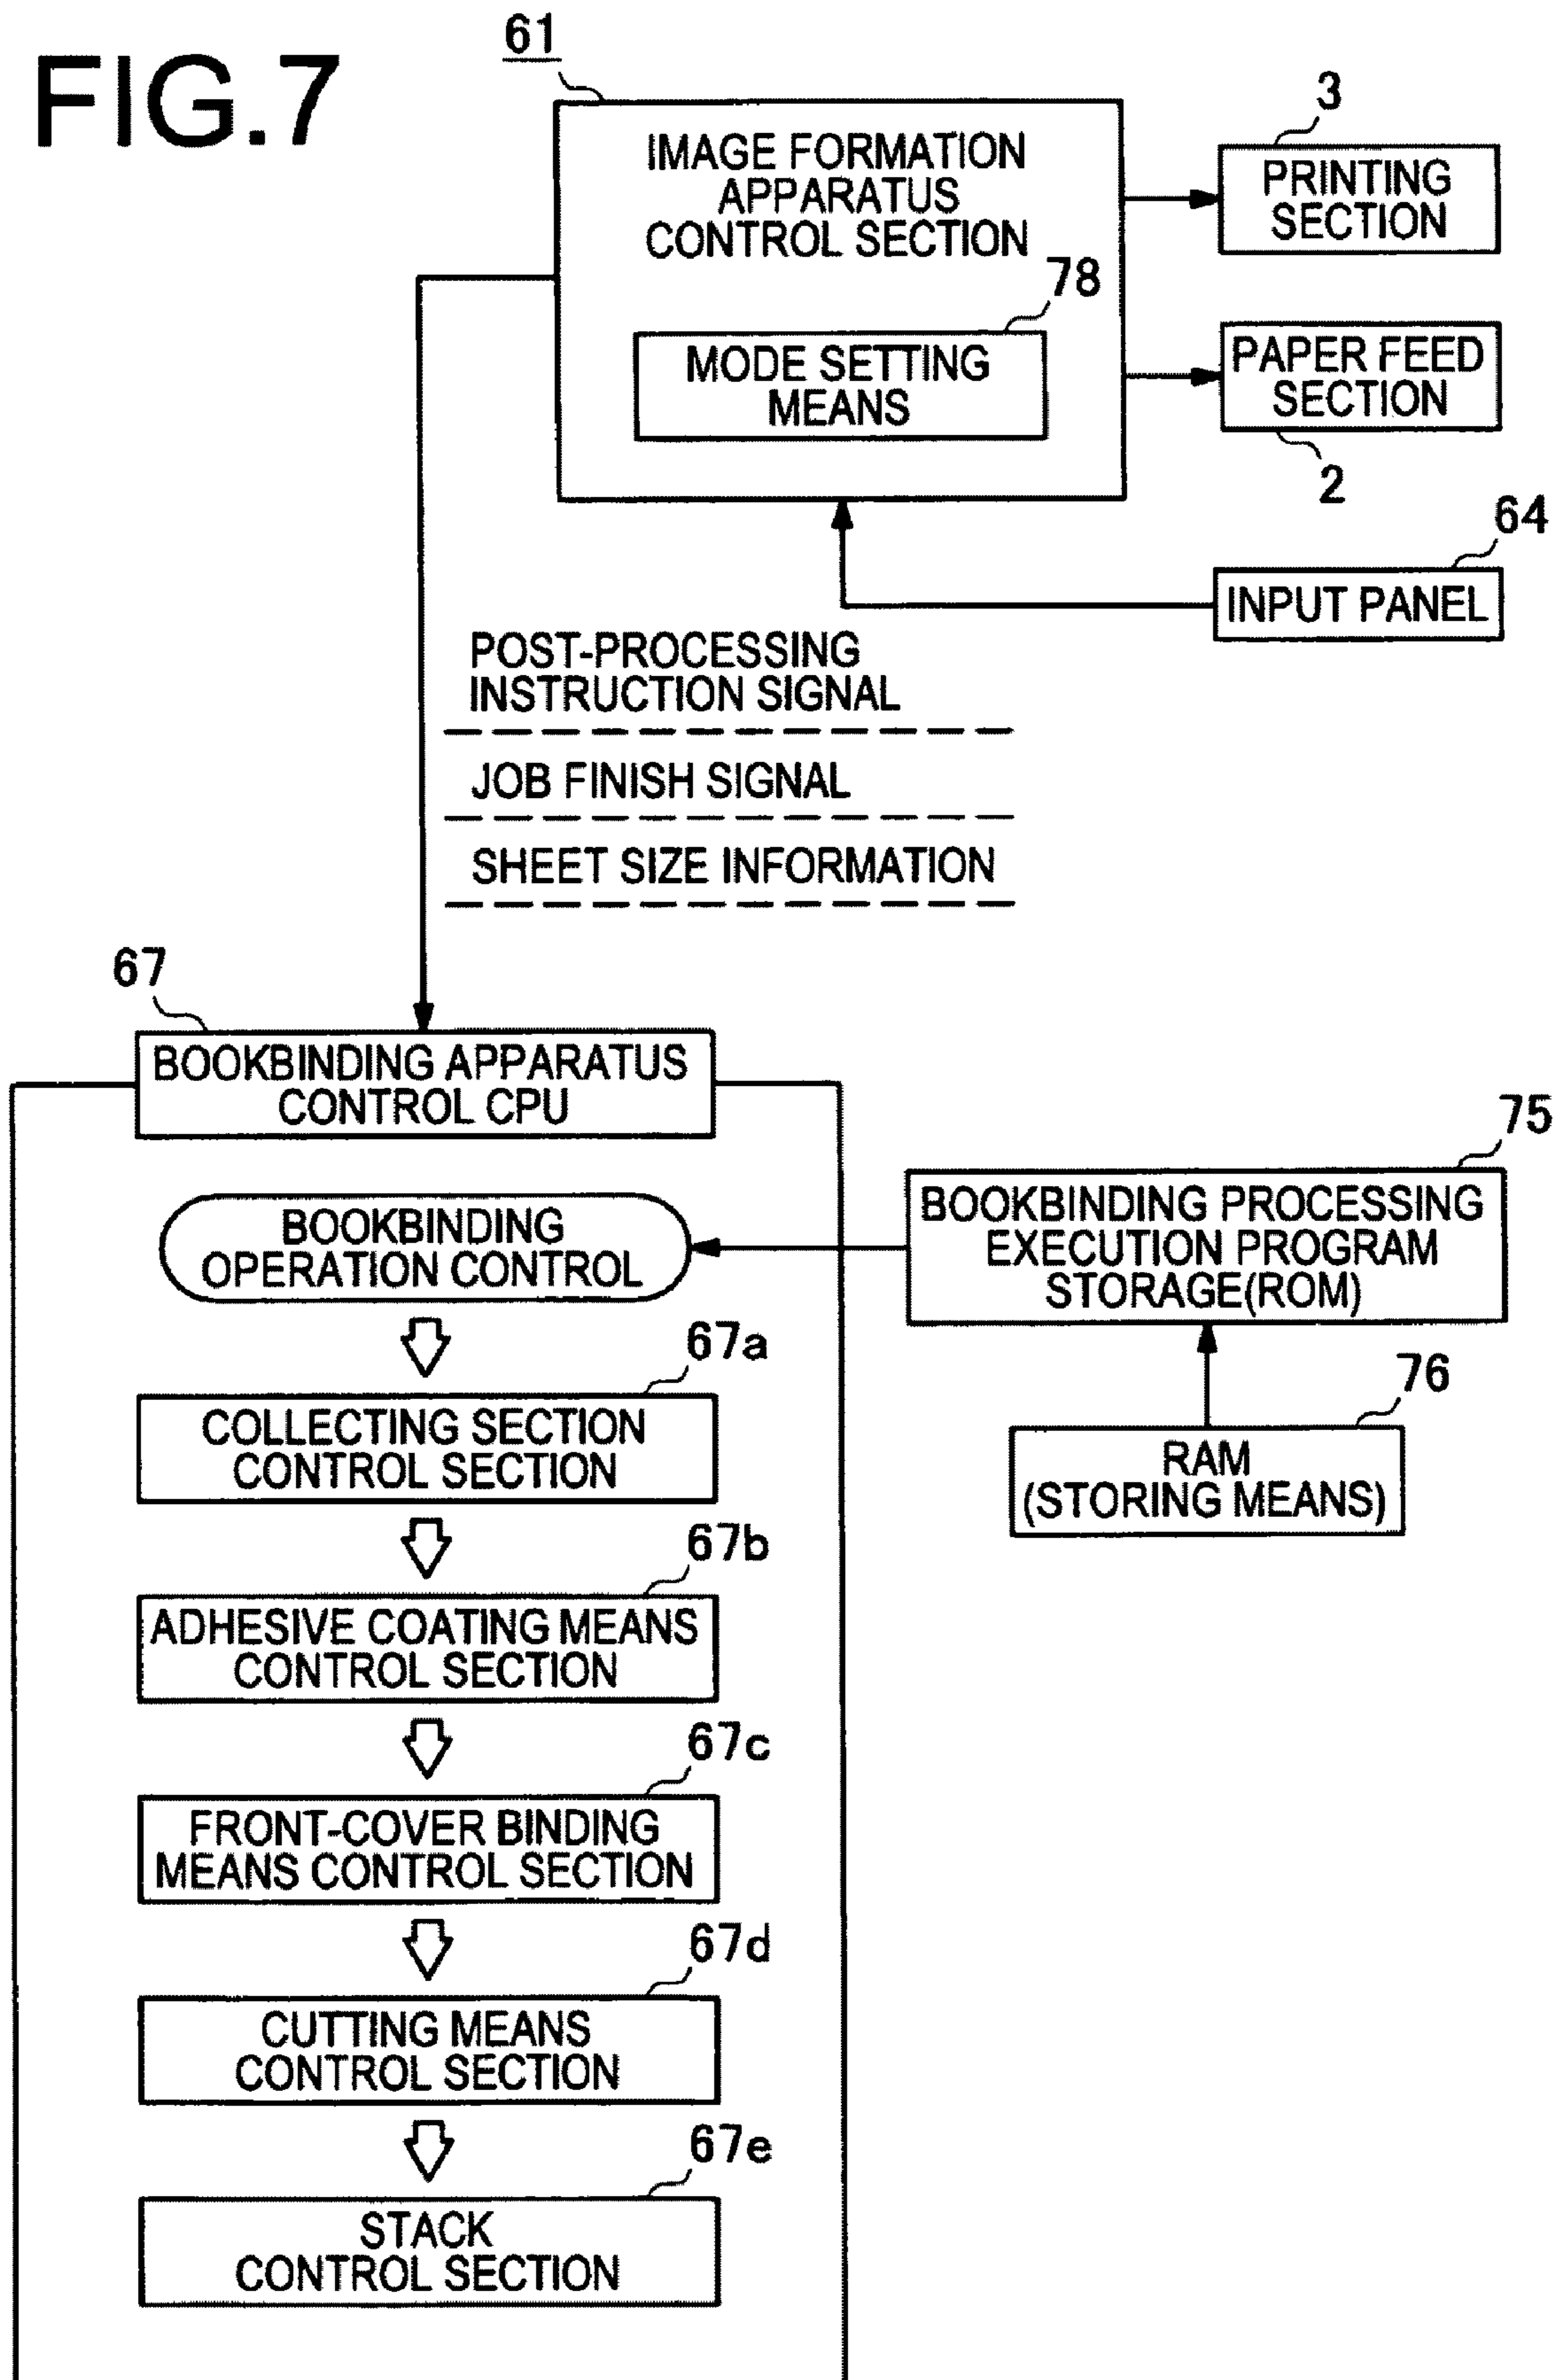 FIG.7
61
IMAGE FORMATION
APPARATUS
CONTROL SECTION
78
MODE SETTING
MEANS
3
PRINTING
SECTION
PAPER FEED
SECTION
2
64
INPUT PANEL
POST-PROCESSING
INSTRUCTION SIGNAL
JOB FINISH SIGNAL
SHEET SIZE INFORMATION
67
BOOKBINDING APPARATUS
CONTROL CPU
BOOKBINDING
OPERATION CONTROL
75
BOOKBINDING PROCESSING
EXECUTION PROGRAM
STORAGE(ROM)
76
RAM
(STORING MEANS)
67a
COLLECTING SECTION
CONTROL SECTION
67b
ADHESIVE COATING MEANS
CONTROL SECTION
67c
FRONT-COVER BINDING
MEANS CONTROL SECTION
67d
CUTTING MEANS
CONTROL SECTION
67e
STACK
CONTROL SECTION